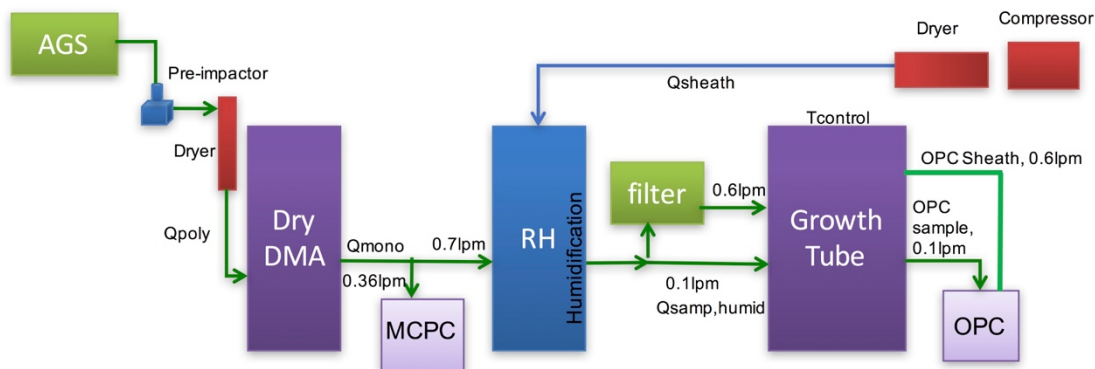 AGS
Pre-impactor
Dryer
Qpoly
Dry
DMA
Qmono
0.36lpm
0.7lpm
MCPC
RH
Humidification
Qsheath
Dryer
Compressor
filter
0.6lpm
0.1lpm
Qsamp,humid
Tcontrol
Growth
Tube
OPC Sheath, 0.6lpm
OPC
sample,
0.1lpm
OPC